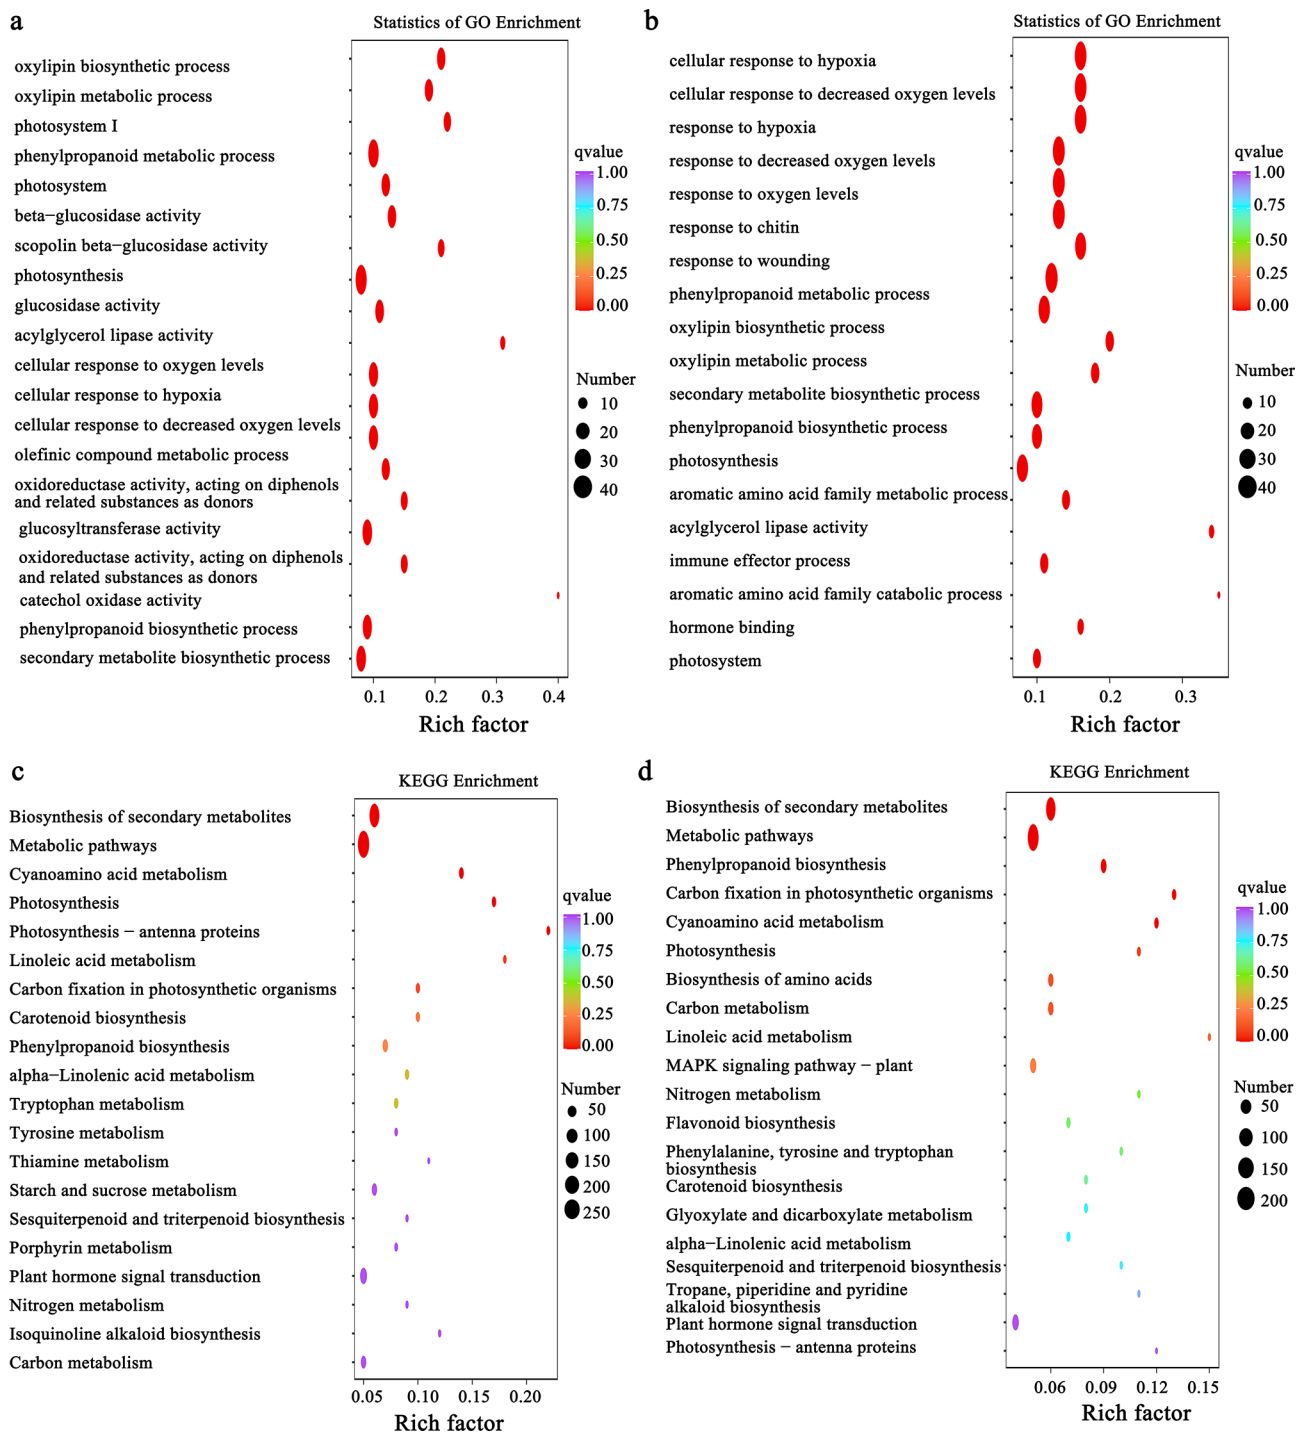 a
Statistics of GO Enrichment
oxylipin biosynthetic process
oxylipin metabolic process
photosystem I
phenylpropanoid metabolic process
photosystem
beta−glucosidase activity
scopolin beta−glucosidase activity
photosynthesis
glucosidase activity
acylglycerol lipase activity
cellular response to oxygen levels
cellular response to hypoxia
cellular response to decreased oxygen levels
olefinic compound metabolic process
oxidoreductase activity, acting on diphenols
and related substances as donors
glucosyltransferase activity
oxidoreductase activity, acting on diphenols
and related substances as donors
catechol oxidase activity
phenylpropanoid biosynthetic process
secondary metabolite biosynthetic process
0.1 0.2 0.3 0.4
Rich factor
qvalue
1.00
0.75
0.50
0.25
0.00
Number
10
20
30
40
b
Statistics of GO Enrichment
cellular response to hypoxia
cellular response to decreased oxygen levels
response to hypoxia
response to decreased oxygen levels
response to oxygen levels
response to chitin
response to wounding
phenylpropanoid metabolic process
oxylipin biosynthetic process
oxylipin metabolic process
secondary metabolite biosynthetic process
phenylpropanoid biosynthetic process
photosynthesis
aromatic amino acid family metabolic process
acylglycerol lipase activity
immune effector process
aromatic amino acid family catabolic process
hormone binding
photosystem
0.1 0.2 0.3
Rich factor
qvalue
1.00
0.75
0.50
0.25
0.00
Number
10
20
30
40
c
KEGG Enrichment
Biosynthesis of secondary metabolites
Metabolic pathways
Cyanoamino acid metabolism
Photosynthesis
Photosynthesis − antenna proteins
Linoleic acid metabolism
Carbon fixation in photosynthetic organisms
Carotenoid biosynthesis
Phenylpropanoid biosynthesis
alpha−Linolenic acid metabolism
Tryptophan metabolism
Tyrosine metabolism
Thiamine metabolism
Starch and sucrose metabolism
Sesquiterpenoid and triterpenoid biosynthesis
Porphyrin metabolism
Plant hormone signal transduction
Nitrogen metabolism
Isoquinoline alkaloid biosynthesis
Carbon metabolism
0.05 0.10 0.15 0.20
Rich factor
qvalue
1.00
0.75
0.50
0.25
0.00
Number
50
100
150
200
250
d
KEGG Enrichment
Biosynthesis of secondary metabolites
Metabolic pathways
Phenylpropanoid biosynthesis
Carbon fixation in photosynthetic organisms
Cyanoamino acid metabolism
Photosynthesis
Biosynthesis of amino acids
Carbon metabolism
Linoleic acid metabolism
MAPK signaling pathway − plant
Nitrogen metabolism
Flavonoid biosynthesis
Phenylalanine, tyrosine and tryptophan
biosynthesis
Carotenoid biosynthesis
Glyoxylate and dicarboxylate metabolism
alpha−Linolenic acid metabolism
Sesquiterpenoid and triterpenoid biosynthesis
Tropane, piperidine and pyridine
alkaloid biosynthesis
Plant hormone signal transduction
Photosynthesis − antenna proteins
0.06 0.09 0.12 0.15
Rich factor
qvalue
1.00
0.75
0.50
0.25
0.00
Number
50
100
150
200